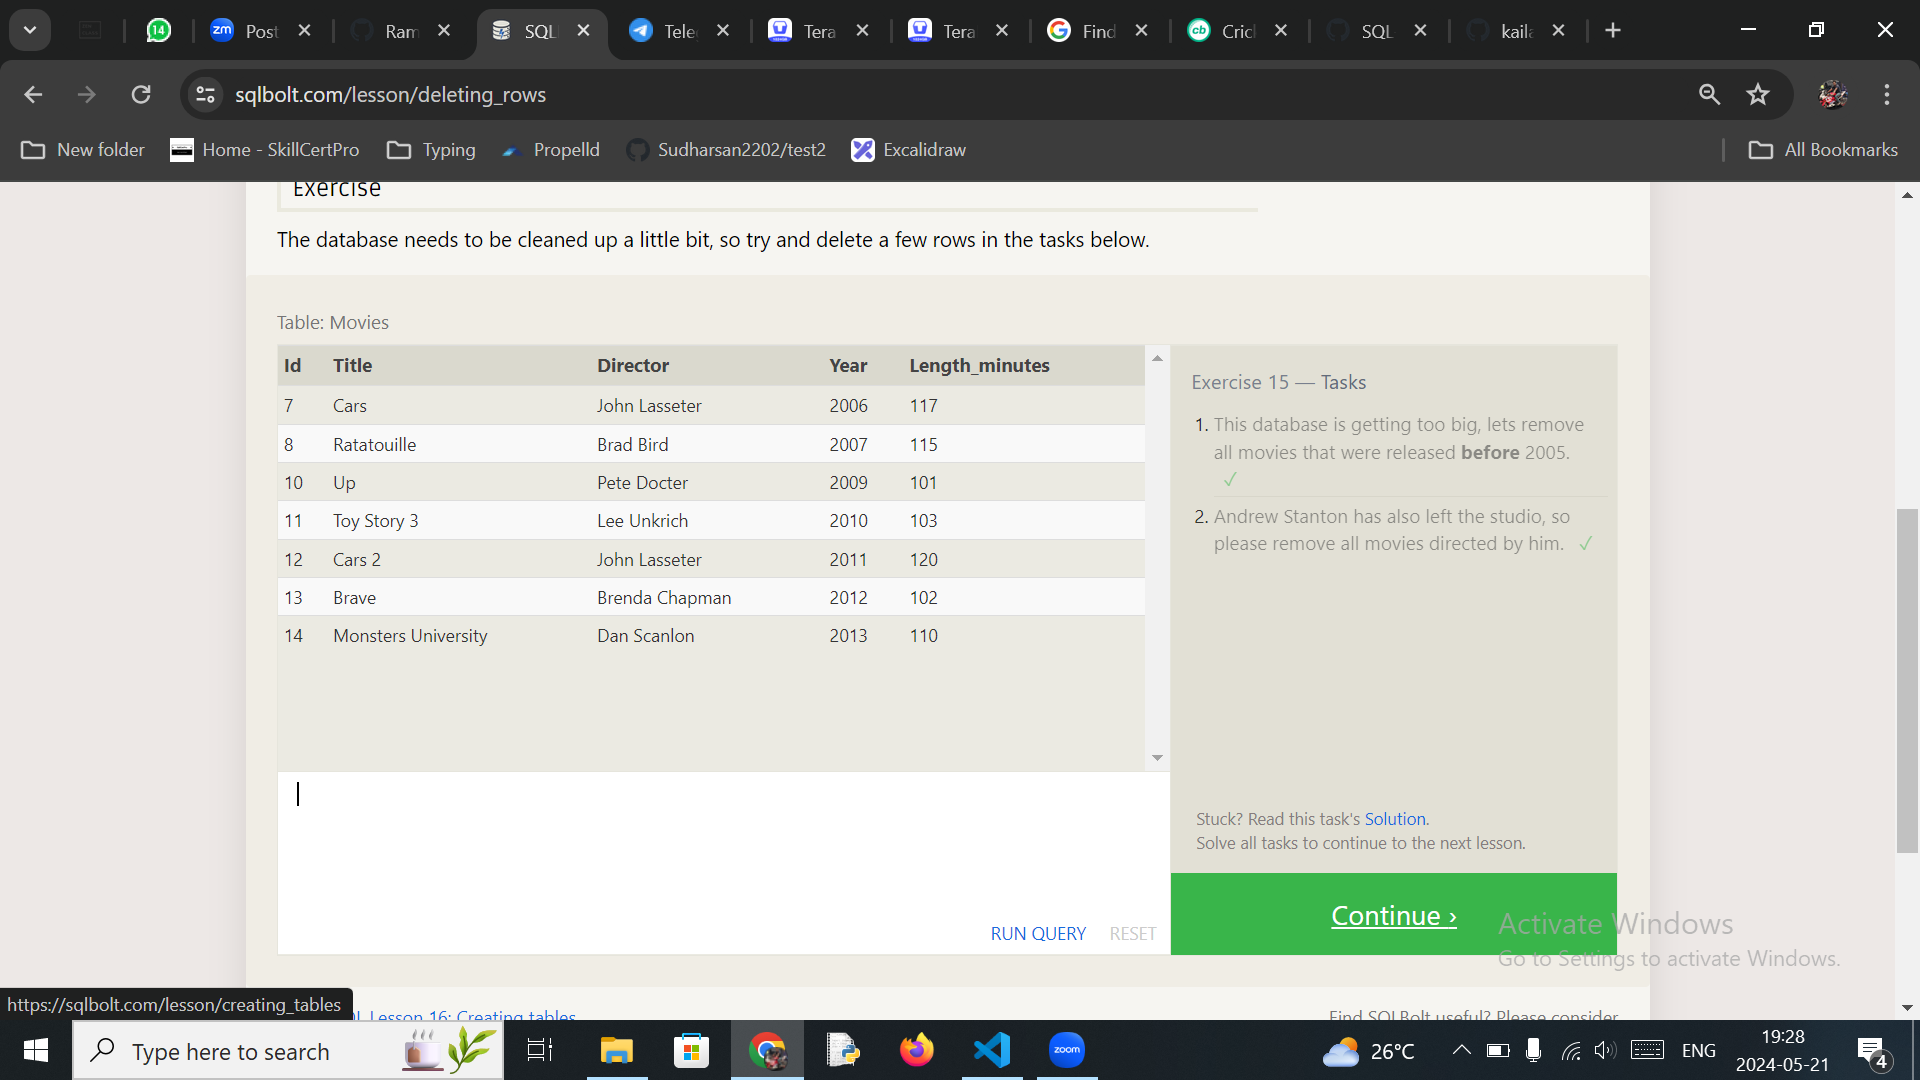 14
Post
Ram
SQL
Tele
Tera
Tera
Find
cb
Cric
SQL
kaila
sqlbolt.com/lesson/deleting_rows
New folder
Home - SkillCertPro
Typing
Propelld
Sudharsan2202/test2
Excalidraw
All Bookmarks
Exercise
The database needs to be cleaned up a little bit, so try and delete a few rows in the tasks below.
Table: Movies
Id Title Director Year Length_minutes
7 Cars John Lasseter 2006 117
8 Ratatouille Brad Bird 2007 115
10 Up Pete Docter 2009 101
11 Toy Story 3 Lee Unkrich 2010 103
12 Cars 2 John Lasseter 2011 120
13 Brave Brenda Chapman 2012 102
14 Monsters University Dan Scanlon 2013 110
Exercise 15 — Tasks
1. This database is getting too big, lets remove
all movies that were released before 2005.
✓
2. Andrew Stanton has also left the studio, so
please remove all movies directed by him. ✓
Stuck? Read this task's Solution.
Solve all tasks to continue to the next lesson.
RUN QUERY RESET
Continue ›
Activate Windows
Go to Settings to activate Windows.
https://sqlbolt.com/lesson/creating_tables
Lesson 16: Creating tables
Find SQLBolt useful? Please consider
Type here to search
zoom
26°C
ENG
19:28
2024-05-21
4